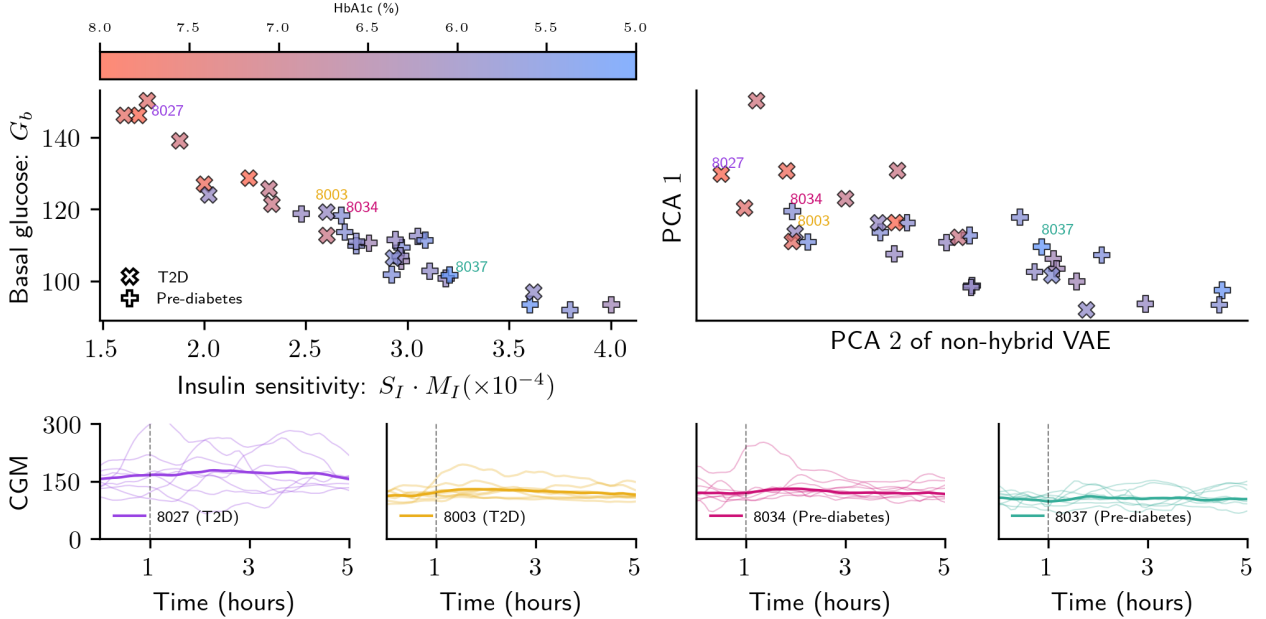 HbA1c (%)
8.0 7.5 7.0 6.5 6.0 5.5 5.0
Basal glucose: G_b
140
120
100
8027
8003
8034
8037
T2D
Pre-diabetes
1.5 2.0 2.5 3.0 3.5 4.0
Insulin sensitivity: S_I · M_I(×10⁻⁴)
PCA 1
8027
8034
8003
8037
PCA 2 of non-hybrid VAE
CGM
300
150
0
8027 (T2D)
8003 (T2D)
8034 (Pre-diabetes)
8037 (Pre-diabetes)
1 3 5 1 3 5 1 3 5 1 3 5
Time (hours) Time (hours) Time (hours) Time (hours)